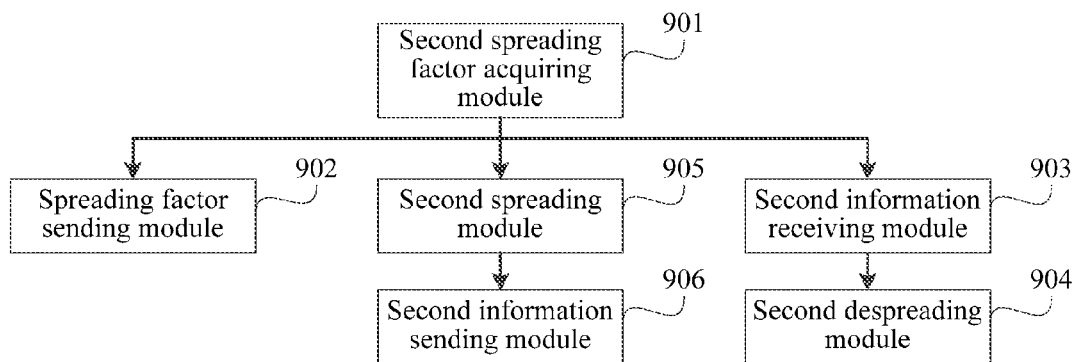 901
Second spreading
factor acquiring
module
902
Spreading factor
sending module
905
Second spreading
module
903
Second information
receiving module
906
Second information
sending module
904
Second despreading
module